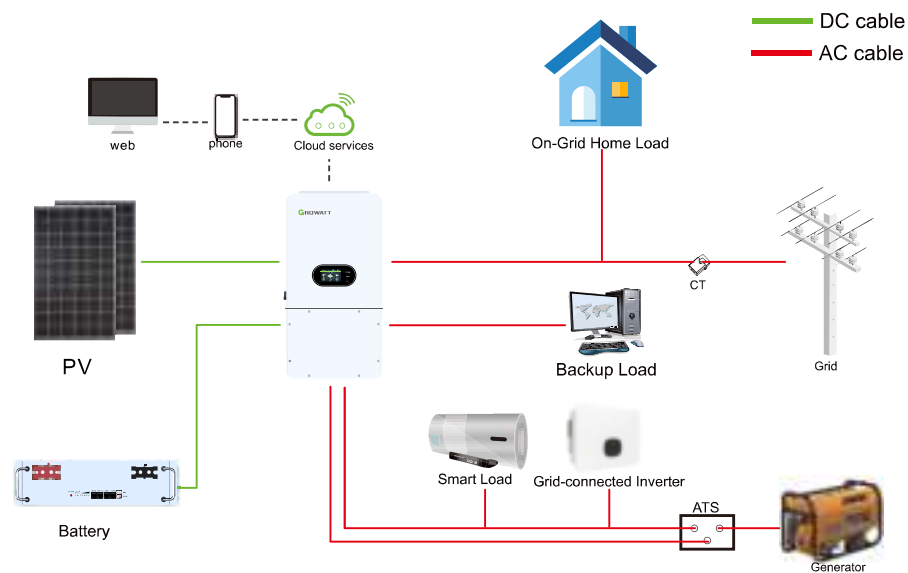 DC cable
AC cable
web
phone
Cloud services
On-Grid Home Load
GROWATT
CT
PV
Backup Load
Grid
Smart Load
Grid-connected Inverter
Battery
ATS
Generator